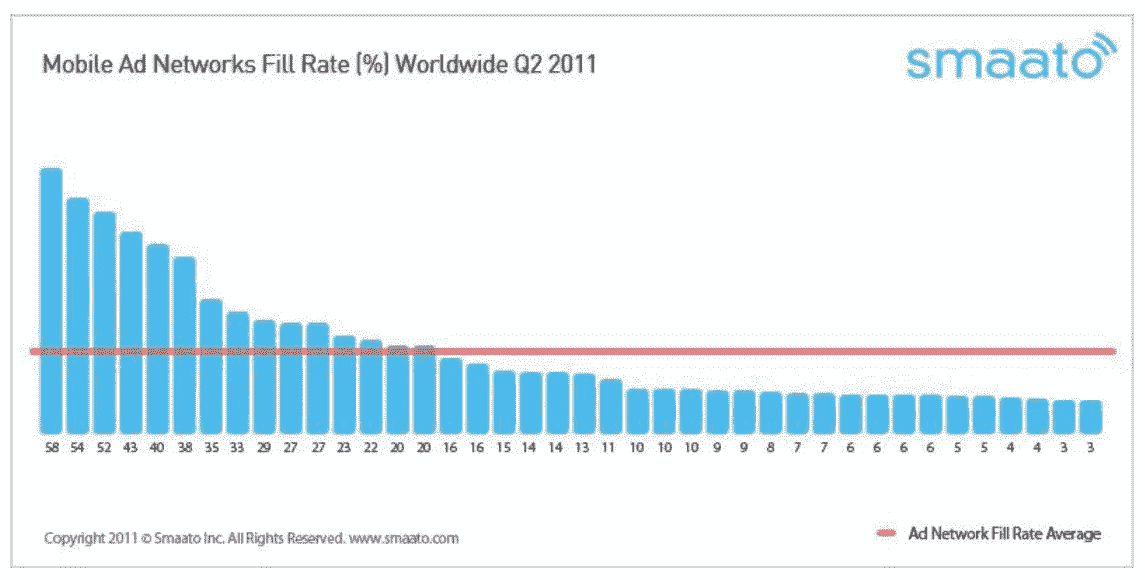 Mobile Ad Networks Fill Rate (%) Worldwide Q2 2011
smaato
58 54 52 43 40 38 35 33 29 27 27 23 22 20 20 16 16 15 14 14 13 11 10 10 10 9 9 8 7 7 6 6 6 6 5 5 4 4 3 3
Ad Network Fill Rate Average
Copyright 2011 © Smaato Inc. All Rights Reserved. www.smaato.com